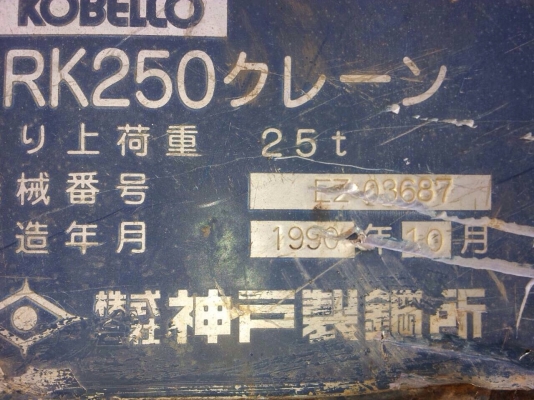 KOBELCO
RK250クレーン
り上荷重 25t
械番号 EZ-03687
造年月 1990年10月
株式会社 神戸製鋼所